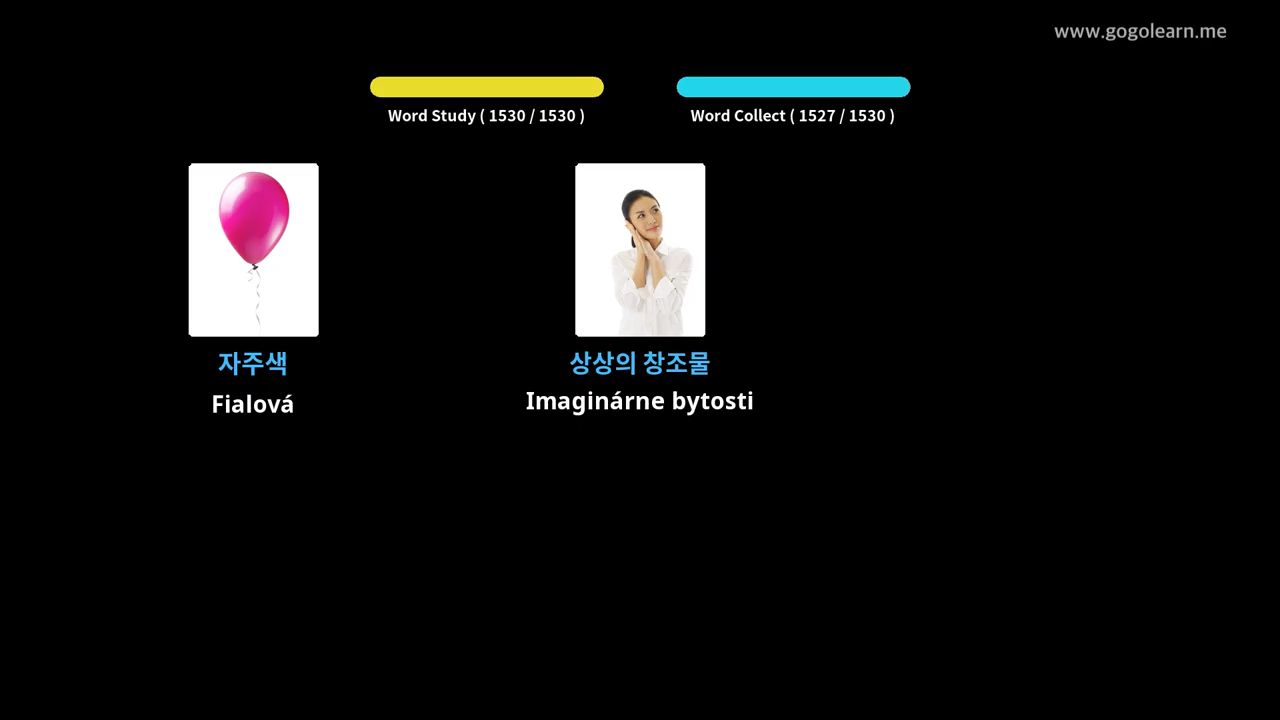 www.gogolearn.me
Word Study ( 1530 / 1530 )
Word Collect ( 1527 / 1530 )
자주색
Fialová
상상의 창조물
Imaginárne bytosti